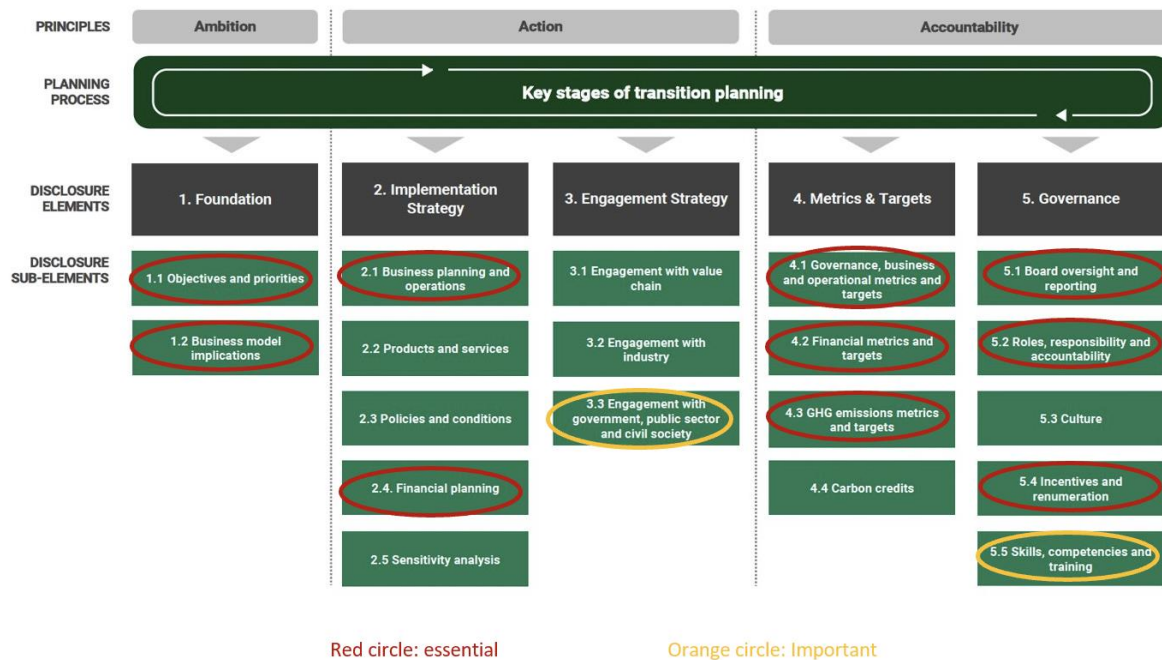 PRINCIPLES
Ambition
Action
Accountability
PLANNING
PROCESS
Key stages of transition planning
DISCLOSURE
ELEMENTS
1. Foundation
2. Implementation
Strategy
3. Engagement Strategy
4. Metrics & Targets
5. Governance
DISCLOSURE
SUB-ELEMENTS
1.1 Objectives and priorities
1.2 Business model
implications
2.1 Business planning and
operations
2.2 Products and services
2.3 Policies and conditions
2.4. Financial planning
2.5 Sensitivity analysis
3.1 Engagement with value
chain
3.2 Engagement with
industry
3.3 Engagement with
government, public sector
and civil society
4.1 Governance, business
and operational metrics and
targets
4.2 Financial metrics and
targets
4.3 GHG emissions metrics
and targets
4.4 Carbon credits
5.1 Board oversight and
reporting
5.2 Roles, responsibility and
accountability
5.3 Culture
5.4 Incentives and
renumeration
5.5 Skills, competencies and
training
Red circle: essential
Orange circle: Important